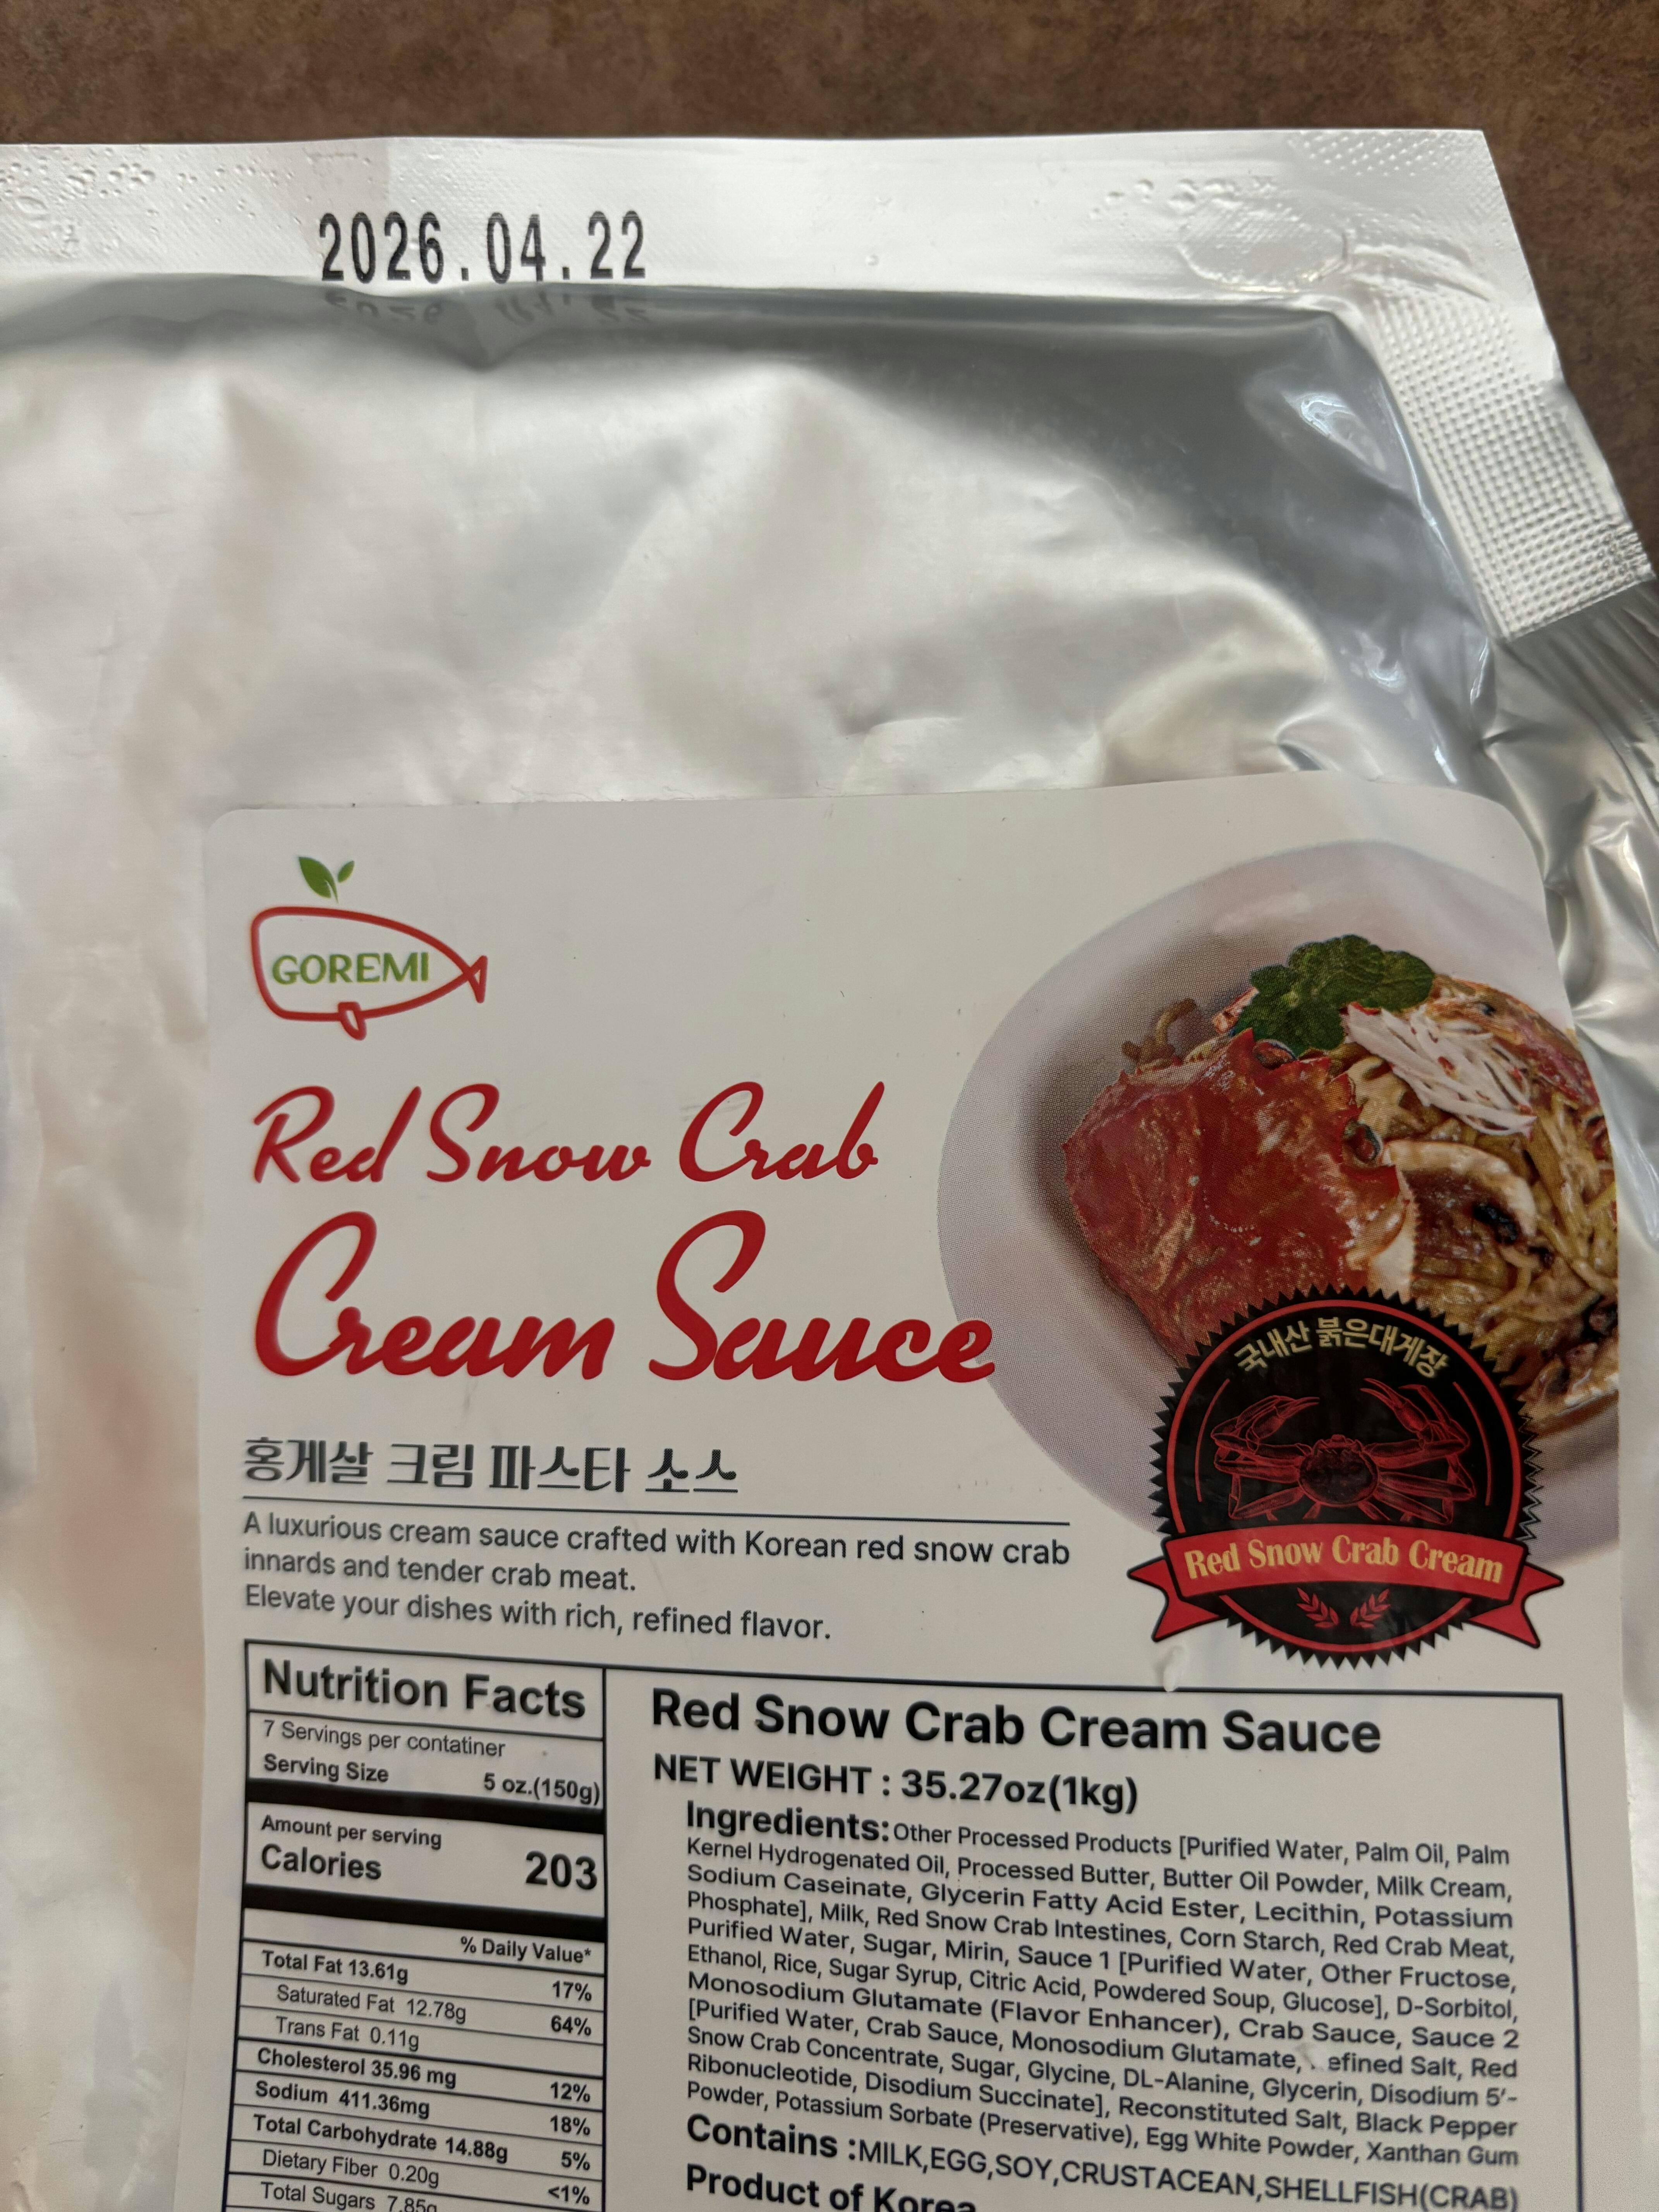 2026.04.22
GOREMI
Red Snow Crab
Cream Sauce
홍게살 크림 파스타 소스
A luxurious cream sauce crafted with Korean red snow crab
innards and tender crab meat.
Elevate your dishes with rich, refined flavor.
국내산 붉은대게장
Red Snow Crab Cream
Nutrition Facts
7 Servings per contatiner
Serving Size 5 oz.(150g)
Amount per serving
Calories 203
% Daily Value*
Total Fat 13.61g 17%
Saturated Fat 12.78g 64%
Trans Fat 0.11g
Cholesterol 35.96 mg 12%
Sodium 411.36mg 18%
Total Carbohydrate 14.88g 5%
Dietary Fiber 0.20g <1%
Total Sugars 7.85g
Red Snow Crab Cream Sauce
NET WEIGHT : 35.27oz(1kg)
Ingredients:Other Processed Products [Purified Water, Palm Oil, Palm
Kernel Hydrogenated Oil, Processed Butter, Butter Oil Powder, Milk Cream,
Sodium Caseinate, Glycerin Fatty Acid Ester, Lecithin, Potassium
Phosphate], Milk, Red Snow Crab Intestines, Corn Starch, Red Crab Meat,
Purified Water, Sugar, Mirin, Sauce 1 [Purified Water, Other Fructose,
Ethanol, Rice, Sugar Syrup, Citric Acid, Powdered Soup, Glucose], D-Sorbitol,
Monosodium Glutamate (Flavor Enhancer), Crab Sauce, Sauce 2
[Purified Water, Crab Sauce, Monosodium Glutamate, efined Salt, Red
Snow Crab Concentrate, Sugar, Glycine, DL-Alanine, Glycerin, Disodium 5'-
Ribonucleotide, Disodium Succinate], Reconstituted Salt, Black Pepper
Powder, Potassium Sorbate (Preservative), Egg White Powder, Xanthan Gum
Contains :MILK,EGG,SOY,CRUSTACEAN,SHELLFISH(CRAB)
Product of Korea